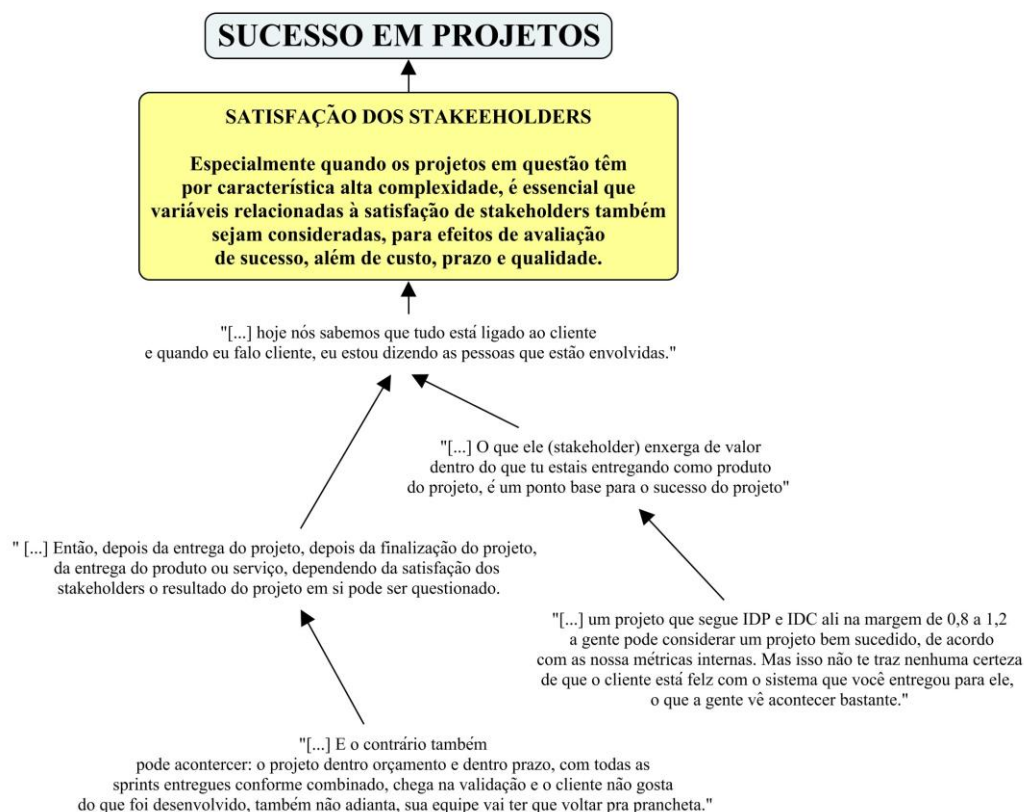 SUCESSO EM PROJETOS
SATISFAÇÃO DOS STAKEEHOLDERS
Especialmente quando os projetos em questão têm
por característica alta complexidade, é essencial que
variáveis relacionadas à satisfação de stakeholders também
sejam consideradas, para efeitos de avaliação
de sucesso, além de custo, prazo e qualidade.
"[...] hoje nós sabemos que tudo está ligado ao cliente
e quando eu falo cliente, eu estou dizendo as pessoas que estão envolvidas."
"[...] O que ele (stakeholder) enxerga de valor
dentro do que tu estais entregando como produto
do projeto, é um ponto base para o sucesso do projeto"
" [...] Então, depois da entrega do projeto, depois da finalização do projeto,
da entrega do produto ou serviço, dependendo da satisfação dos
stakeholders o resultado do projeto em si pode ser questionado.
"[...] um projeto que segue IDP e IDC ali na margem de 0,8 a 1,2
a gente pode considerar um projeto bem sucedido, de acordo
com as nossa métricas internas. Mas isso não te traz nenhuma certeza
de que o cliente está felz com o sistema que você entregou para ele,
o que a gente vê acontecer bastante."
"[...] E o contrário também
pode acontercer: o projeto dentro orçamento e dentro prazo, com todas as
sprints entregues conforme combinado, chega na validação e o cliente não gosta
do que foi desenvolvido, também não adianta, sua equipe vai ter que voltar pra prancheta."